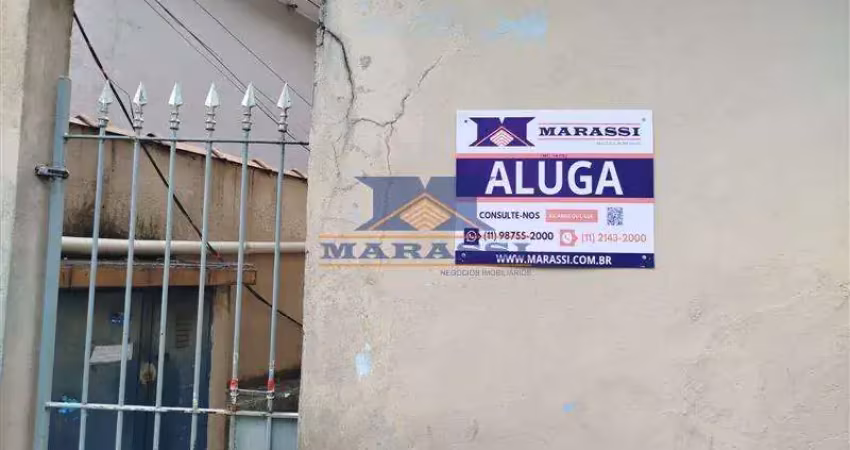 MARASSI
ALUGA
CONSULTE-NOS
(11) 98755-2000 (11) 2143-2000
WWW.MARASSI.COM.BR
MARASSI
NEGÓCIOS IMOBILIÁRIOS